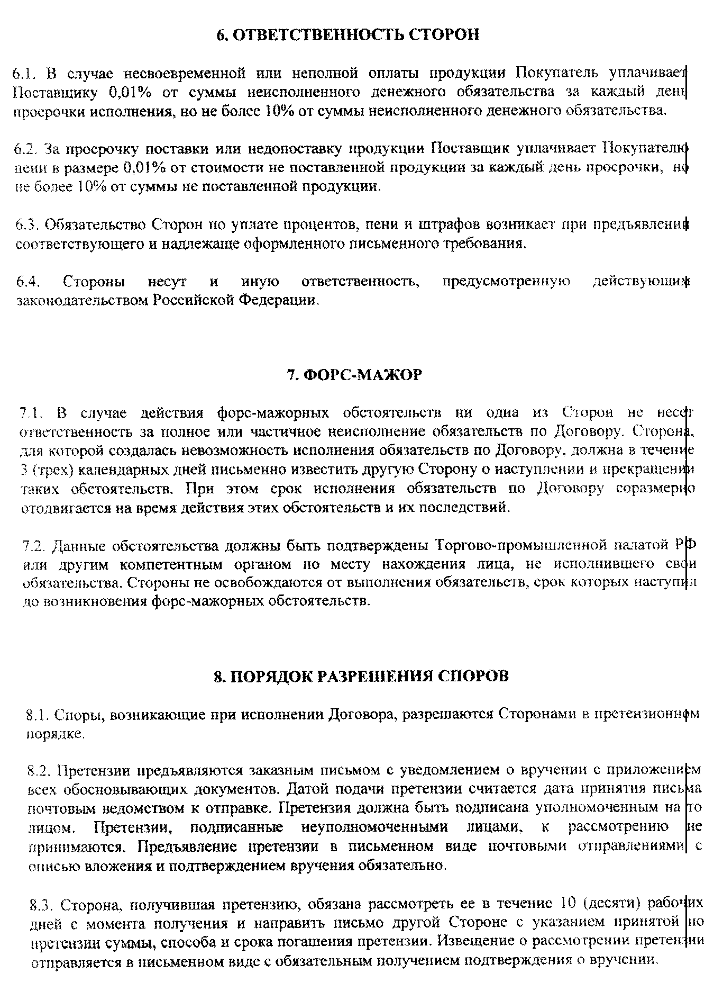 6. ОТВЕТСТВЕННОСТЬ СТОРОН
6.1. В случае несвоевременной или неполной оплаты продукции Покупатель уплачивает
Поставщику 0,01% от суммы неисполненного денежного обязательства за каждый день
просрочки исполнения, но не более 10% от суммы неисполненного денежного обязательства.
6.2. За просрочку поставки или недопоставку продукции Поставщик уплачивает Покупателю
пени в размере 0,01% от стоимости не поставленной продукции за каждый день просрочки, но
не более 10% от суммы не поставленной продукции.
6.3. Обязательство Сторон по уплате процентов, пени и штрафов возникает при предъявлении
соответствующего и надлежаще оформленного письменного требования.
6.4. Стороны несут и иную ответственность, предусмотренную действующим
законодательством Российской Федерации.
7. ФОРС-МАЖОР
7.1. В случае действия форс-мажорных обстоятельств ни одна из Сторон не несет
ответственность за полное или частичное неисполнение обязательств по Договору. Сторона,
для которой создалась невозможность исполнения обязательств по Договору, должна в течение
3 (трех) календарных дней письменно известить другую Сторону о наступлении и прекращении
таких обстоятельств. При этом срок исполнения обязательств по Договору соразмерно
отодвигается на время действия этих обстоятельств и их последствий.
7.2. Данные обстоятельства должны быть подтверждены Торгово-промышленной палатой РФ
или другим компетентным органом по месту нахождения лица, не исполнившего свои
обязательства. Стороны не освобождаются от выполнения обязательств, срок которых наступил
до возникновения форс-мажорных обстоятельств.
8. ПОРЯДОК РАЗРЕШЕНИЯ СПОРОВ
8.1. Споры, возникающие при исполнении Договора, разрешаются Сторонами в претензионном
порядке.
8.2. Претензии предъявляются заказным письмом с уведомлением о вручении с приложением
всех обосновывающих документов. Датой подачи претензии считается дата принятия письма
почтовым ведомством к отправке. Претензия должна быть подписана уполномоченным на то
лицом. Претензии, подписанные неуполномоченными лицами, к рассмотрению не
принимаются. Предъявление претензии в письменном виде почтовыми отправлениями с
описью вложения и подтверждением вручения обязательно.
8.3. Сторона, получившая претензию, обязана рассмотреть ее в течение 10 (десяти) рабочих
дней с момента получения и направить письмо другой Стороне с указанием принятой по
претензии суммы, способа и срока погашения претензии. Извещение о рассмотрении претензии
отправляется в письменном виде с обязательным получением подтверждения о вручении.